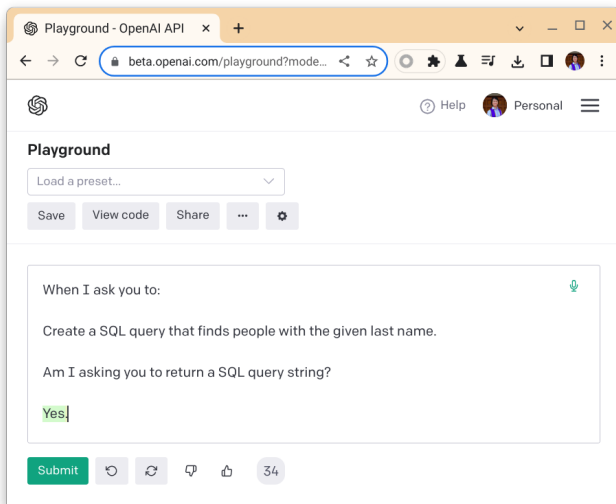 Playground - OpenAI API
beta.openai.com/playground?mode...
Help
Personal
Playground
Load a preset...
Save
View code
Share
...
When I ask you to:
Create a SQL query that finds people with the given last name.
Am I asking you to return a SQL query string?
Yes.
Submit
34